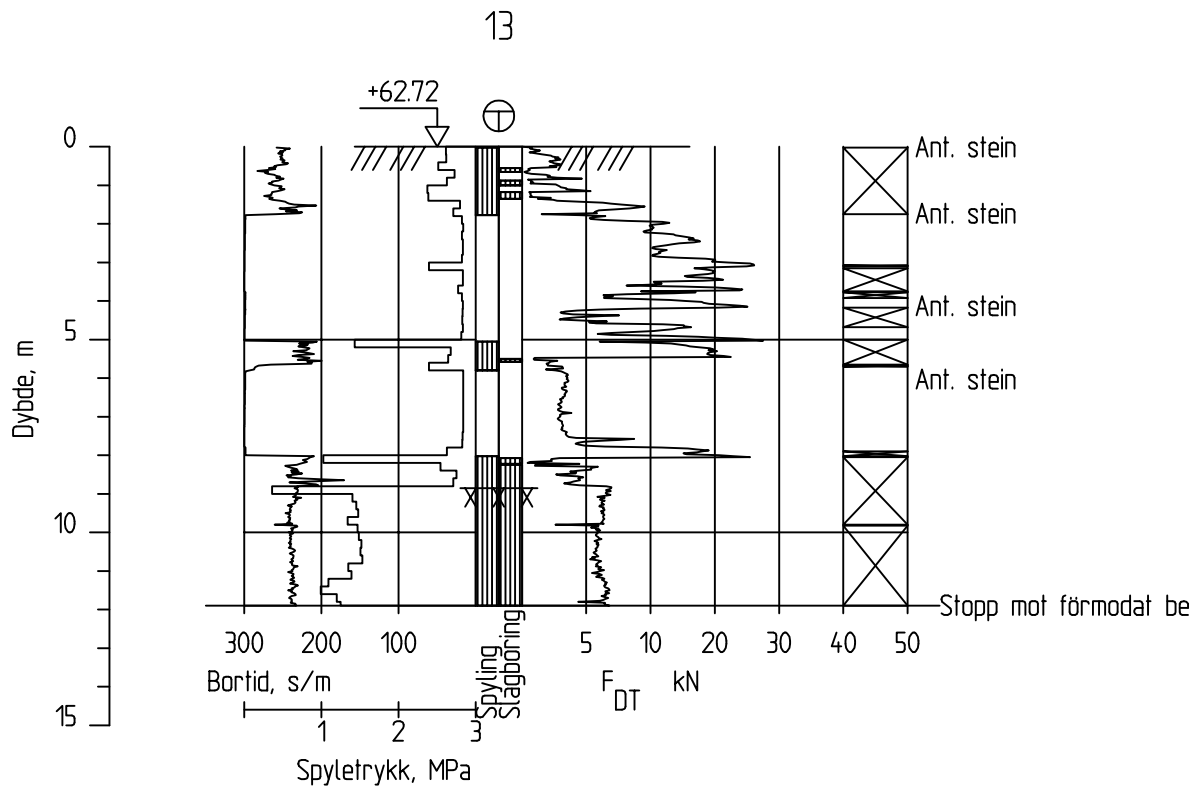 13
+62.72
0
Ant. stein
Ant. stein
Ant. stein
5
Ant. stein
Dybde, m
10
Stopp mot förmodat be
300 200 100 5 10 20 30 40 50
Bortid, s/m
Spyling
Slagboring
F DT kN
15
1 2 3
Spyletrykk, MPa